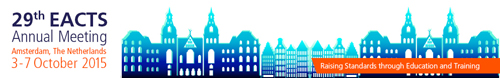 29th EACTS
Annual Meeting
Amsterdam, The Netherlands
3-7 October 2015
Raising Standards through Education and Training